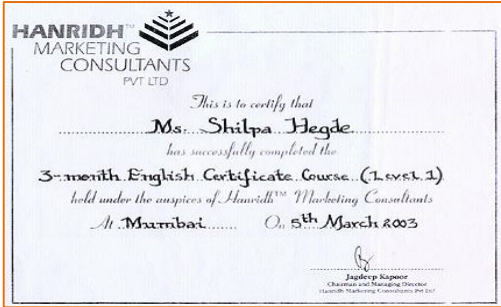 HANRIDH™
MARKETING
CONSULTANTS
PVT LTD
This is to certify that
Ms. Shilpa Hegde
has successfully completed the
3-month English Certificate Course (Level 1)
held under the auspices of Hanridh™ Marketing Consultants
At Mumbai On 5th March 2003
Jagdeep Kapoor
Chairman and Managing Director
Hanridh Marketing Consultants Pvt Ltd